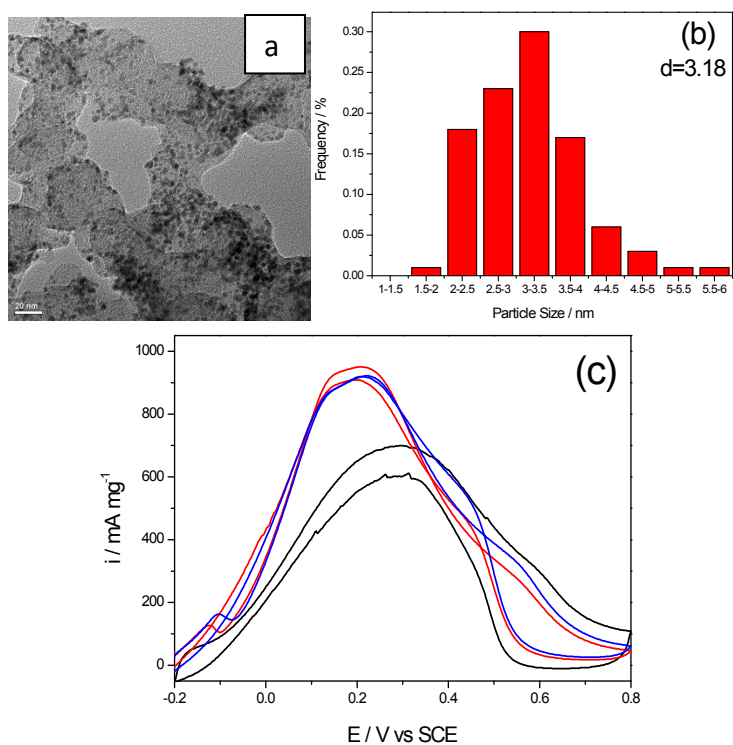 a
20 nm
(b)
d=3.18
Frequency / %
0.30
0.25
0.20
0.15
0.10
0.05
0.00
1-1.5 1.5-2 2-2.5 2.5-3 3-3.5 3.5-4 4-4.5 4.5-5 5-5.5 5.5-6
Particle Size / nm
(c)
i / mA mg⁻¹
1000
800
600
400
200
0
-0.2 0.0 0.2 0.4 0.6 0.8
E / V vs SCE